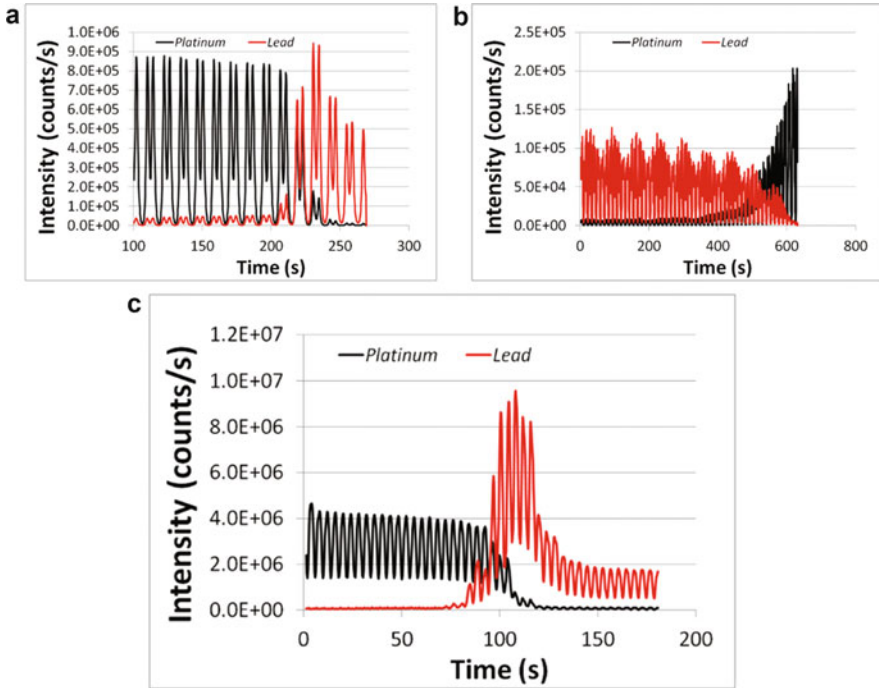 a
Intensity (counts/s)
1.0E+06
9.0E+05
8.0E+05
7.0E+05
6.0E+05
5.0E+05
4.0E+05
3.0E+05
2.0E+05
1.0E+05
0.0E+00
Platinum Lead
100 150 200 250 300
Time (s)
b
Intensity (counts/s)
2.5E+05
2.0E+05
1.5E+05
1.0E+05
5.0E+04
0.0E+00
Platinum Lead
0 200 400 600 800
Time (s)
c
Intensity (counts/s)
1.2E+07
1.0E+07
8.0E+06
6.0E+06
4.0E+06
2.0E+06
0.0E+00
Platinum Lead
0 50 100 150 200
Time (s)